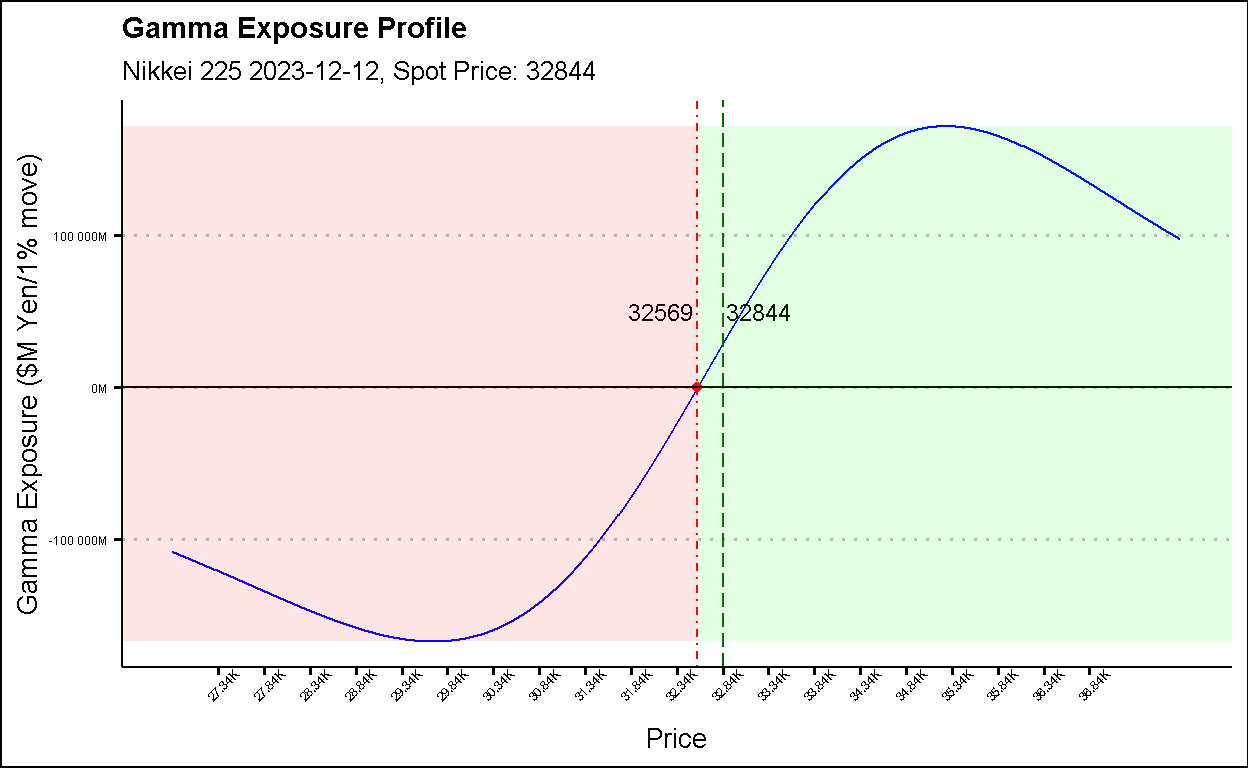 Gamma Exposure Profile
Nikkei 225 2023-12-12, Spot Price: 32844
Gamma Exposure ($M Yen/1% move)
100 000M
0M
-100 000M
32569
32844
27.34K
27.84K
28.34K
28.84K
29.34K
29.84K
30.34K
30.84K
31.34K
31.84K
32.34K
32.84K
33.34K
33.84K
34.34K
34.84K
35.34K
35.84K
36.34K
36.84K
Price